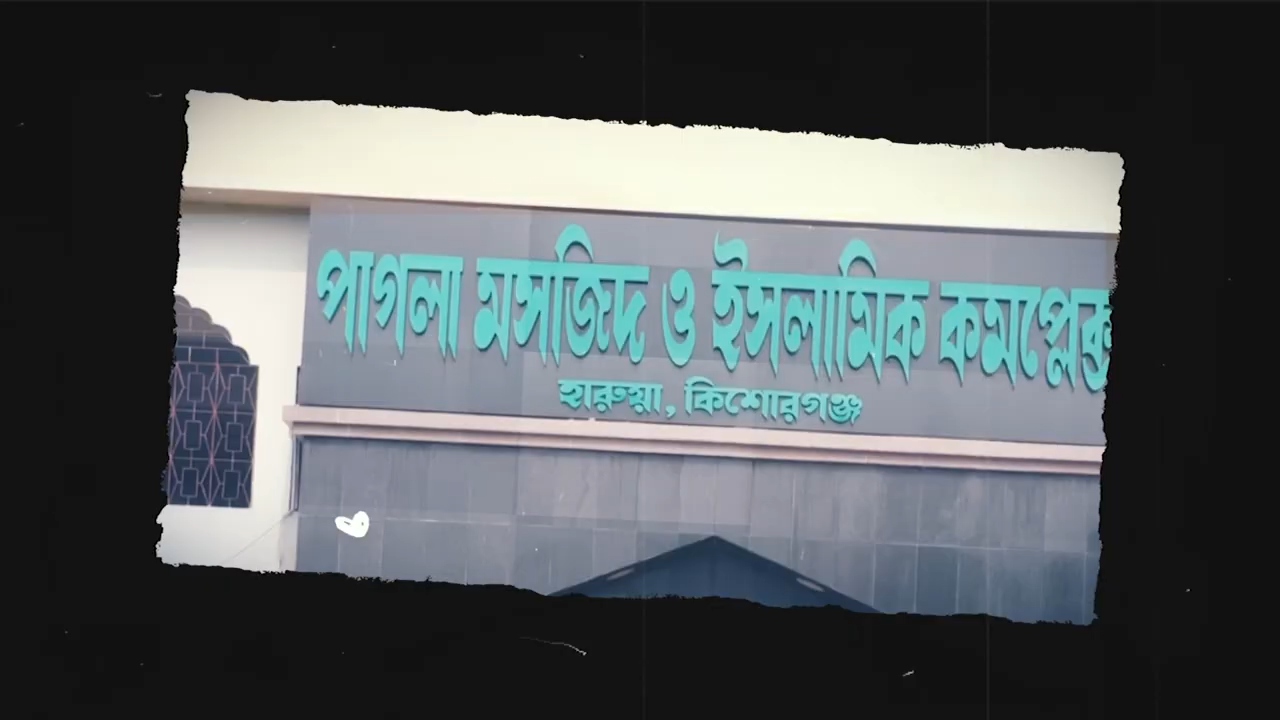 পাগলা মসজিদ ও ইসলামিক কমপ্লেক্স
হারুয়া, কিশোরগঞ্জ